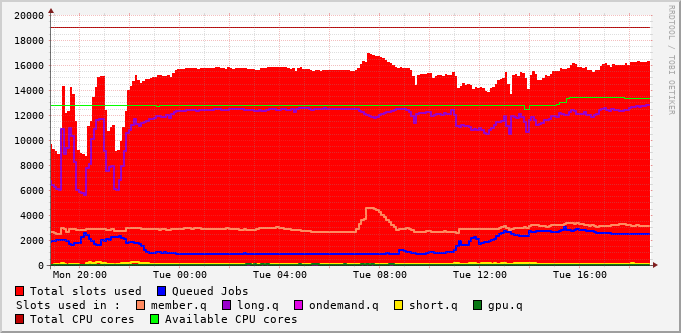 20000
18000
16000
14000
12000
10000
8000
6000
4000
2000
0
Mon 20:00 Tue 00:00 Tue 04:00 Tue 08:00 Tue 12:00 Tue 16:00
RRDTOOL / TOBI OETIKER
Total slots used Queued Jobs
Slots used in : member.q long.q ondemand.q short.q gpu.q
Total CPU cores Available CPU cores